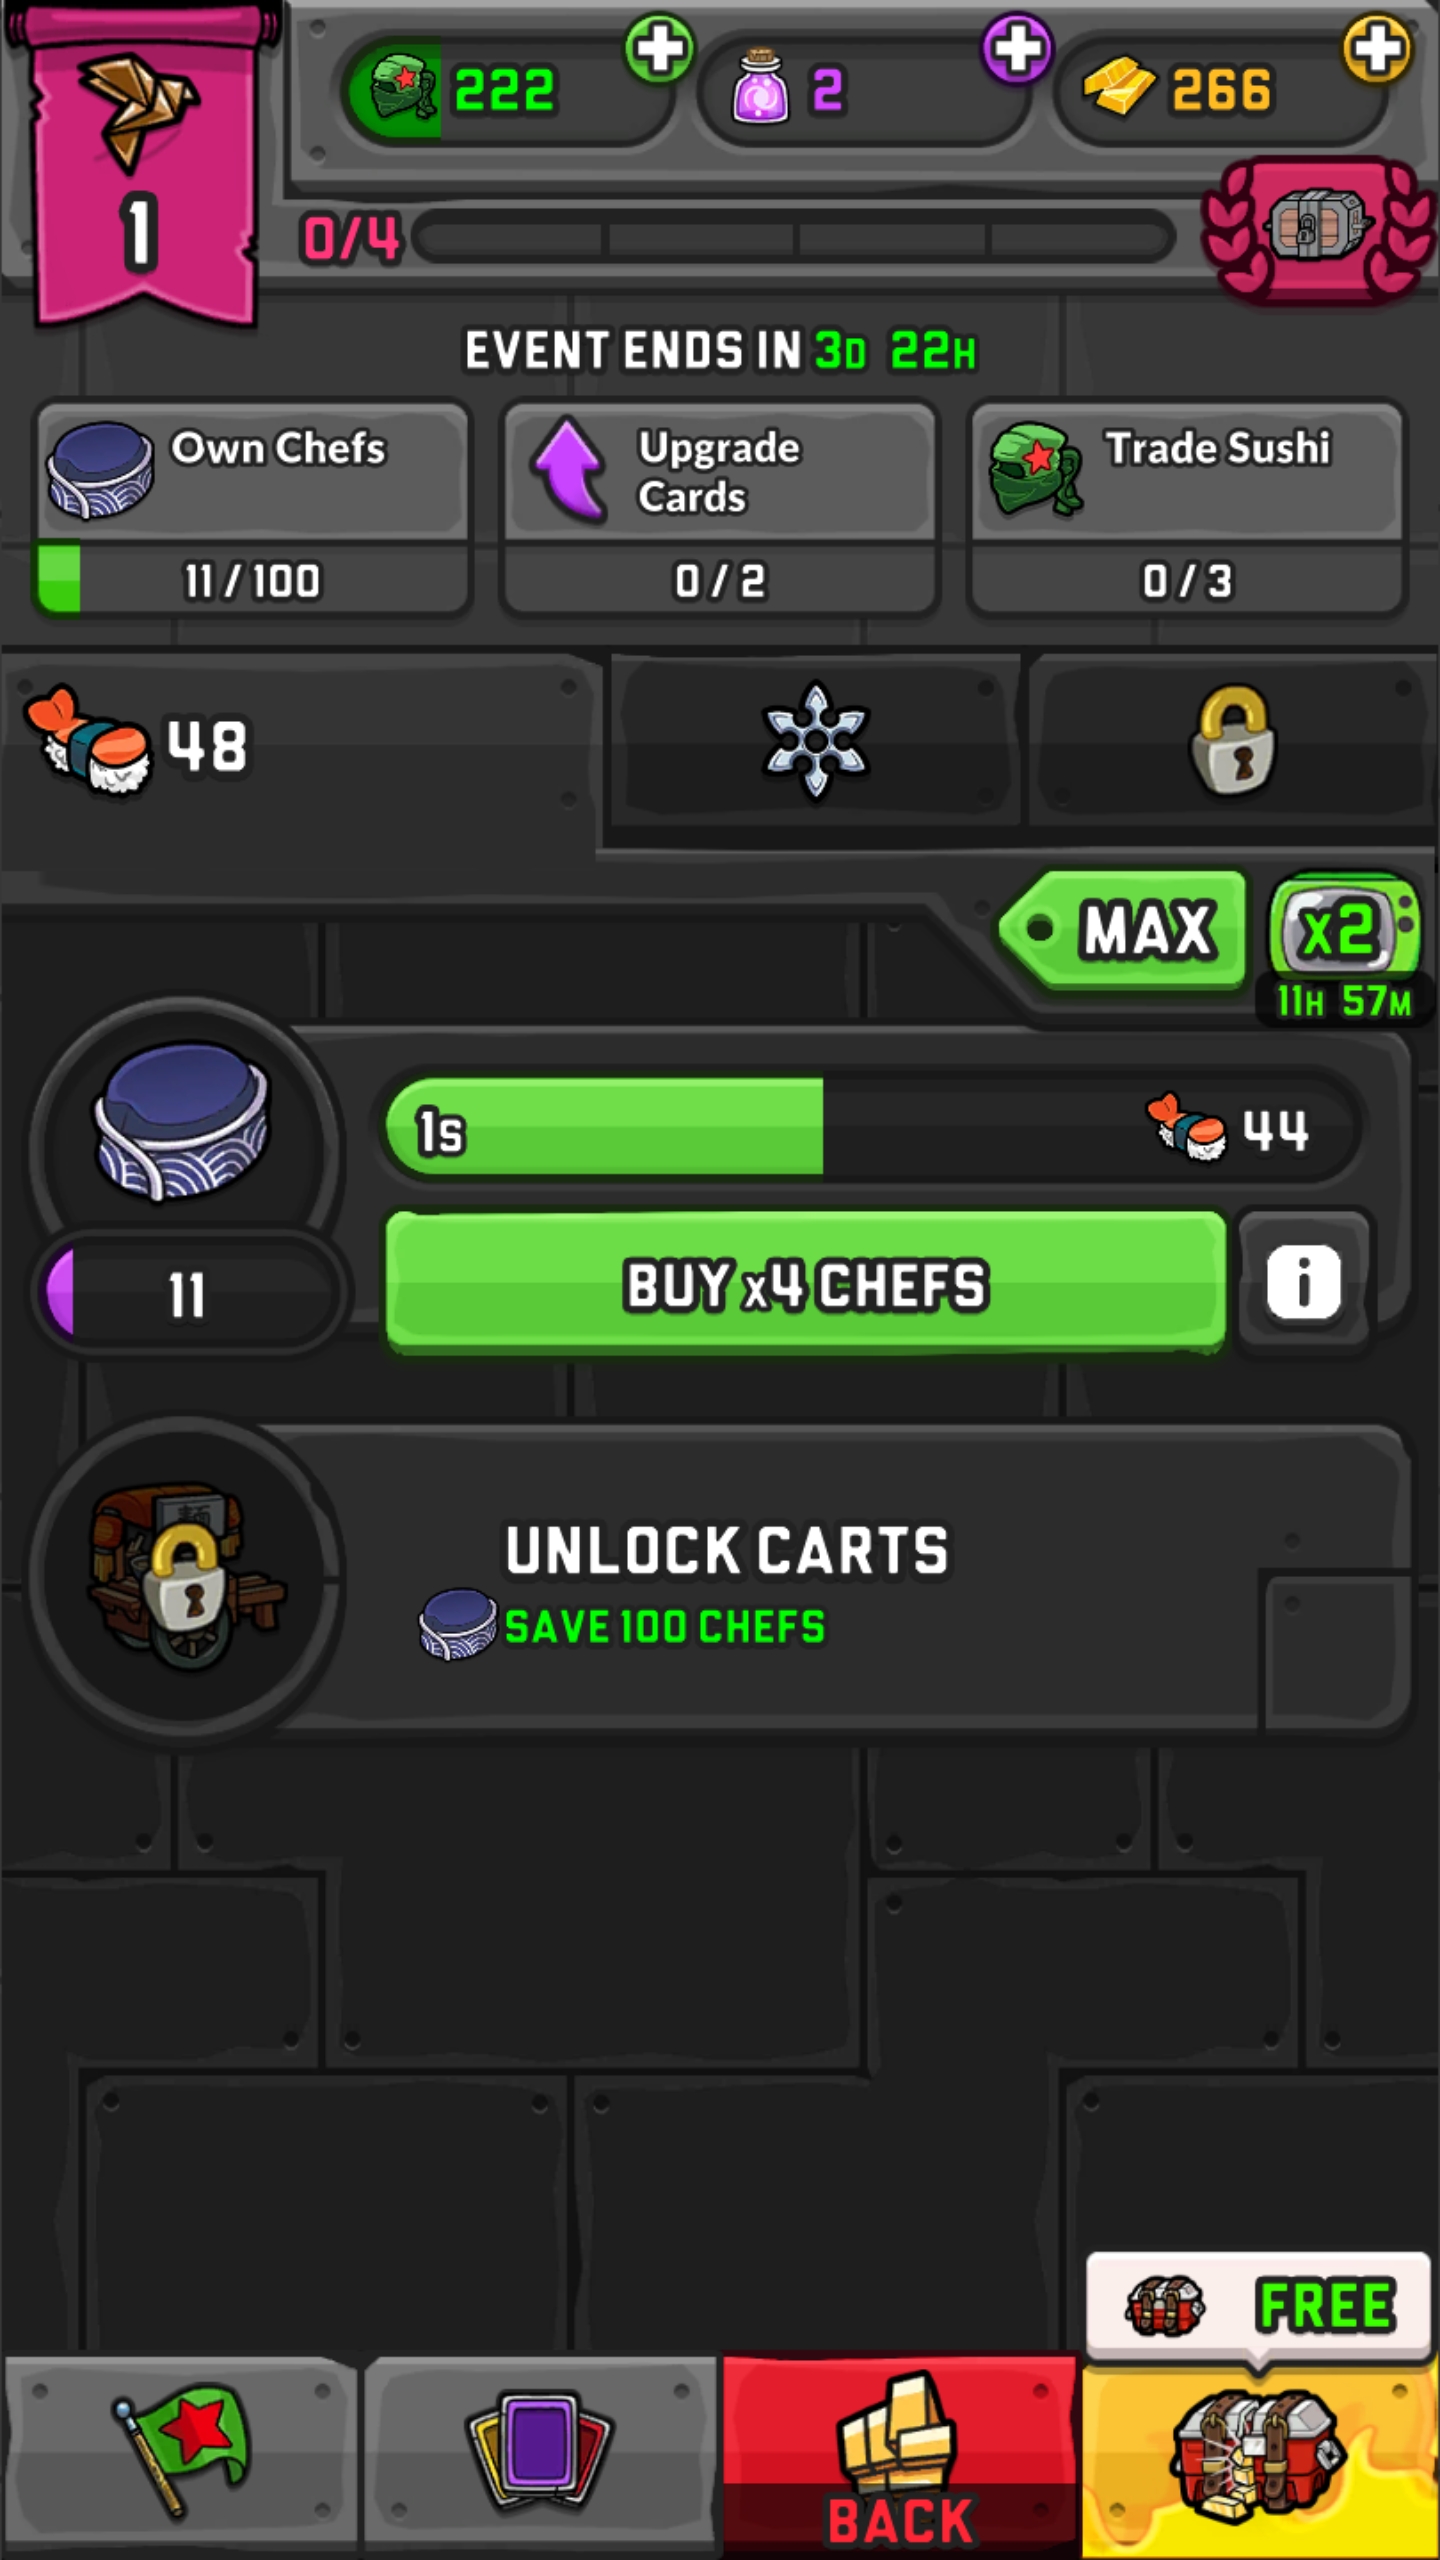 222
2
266
1
0/4
EVENT ENDS IN 3D 22H
Own Chefs
11 / 100
Upgrade
Cards
0 / 2
Trade Sushi
0 / 3
48
MAX
x2
11H 57M
1s
44
11
BUY x4 CHEFS
i
UNLOCK CARTS
SAVE 100 CHEFS
FREE
BACK